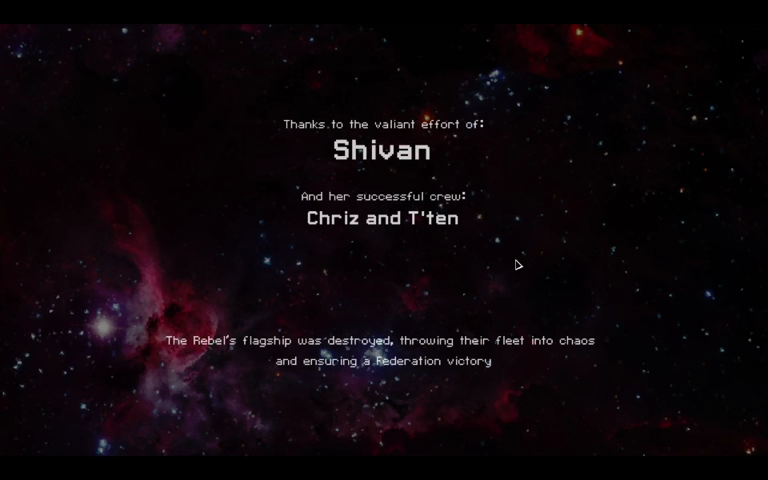 Thanks to the valiant effort of:
Shivan
And her successful crew:
Chriz and T'ten
The Rebel's flagship was destroyed, throwing their fleet into chaos
and ensuring a Federation victory